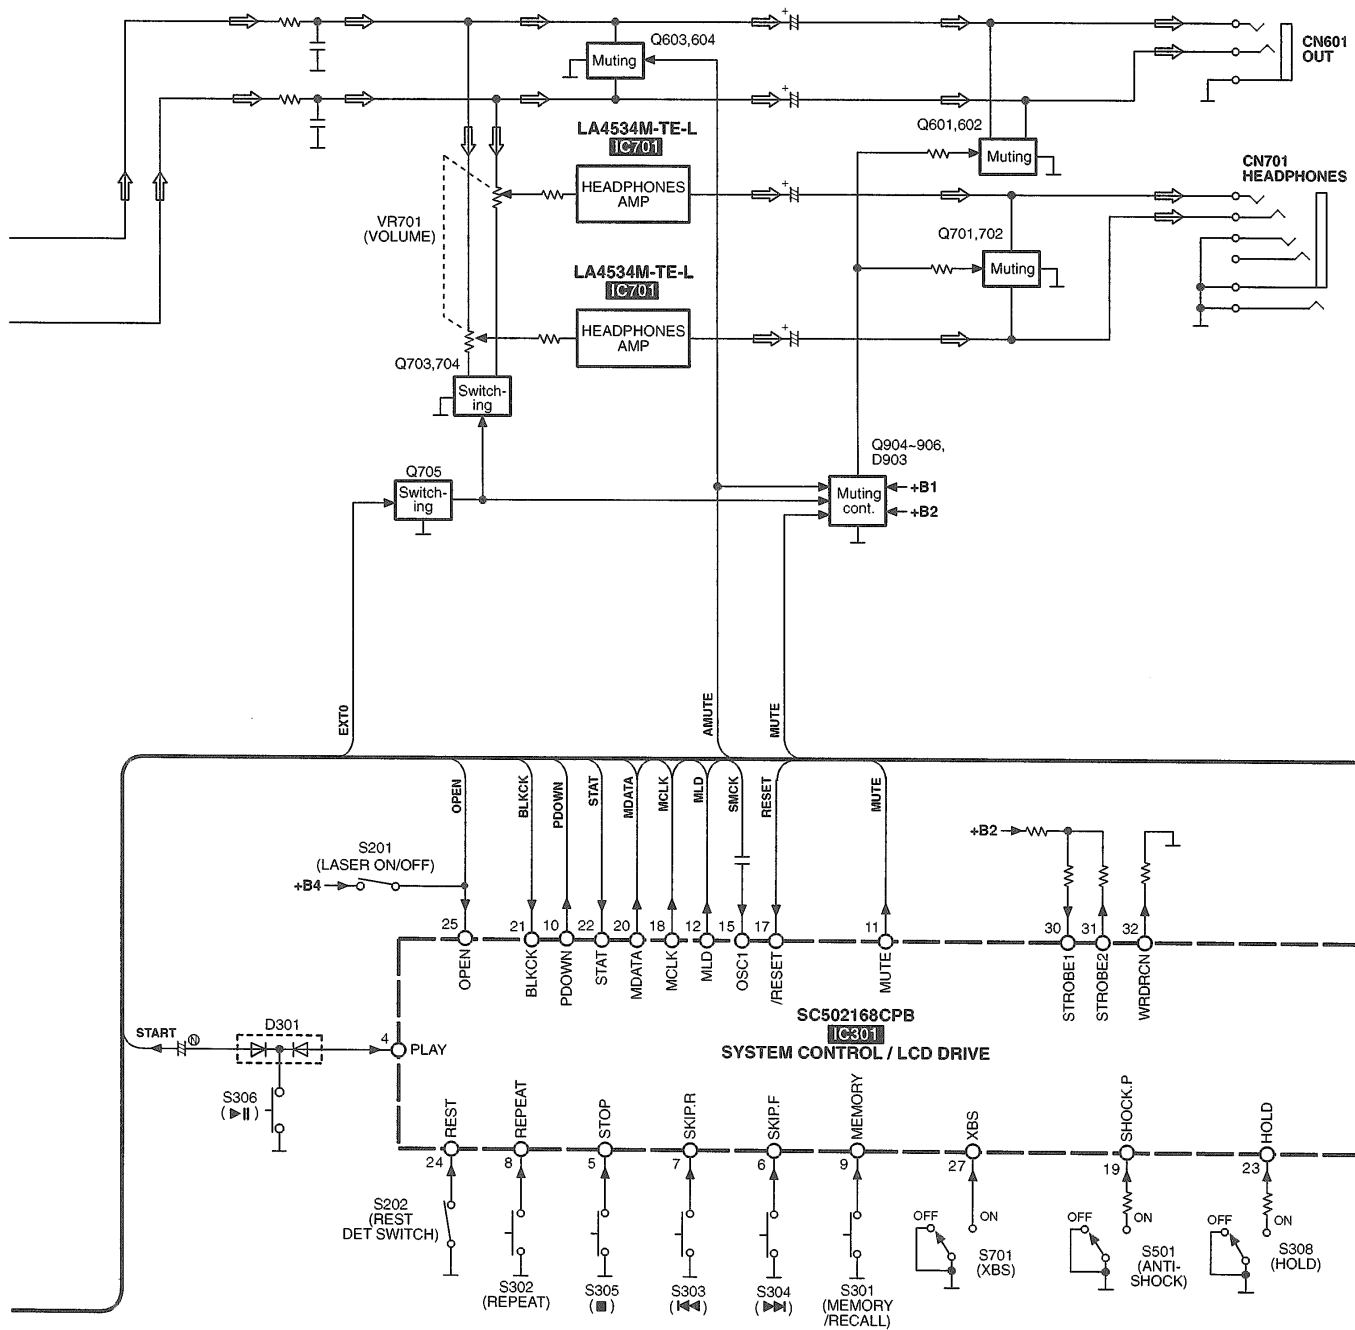 Q603,604
Muting
+
CN601
OUT
+
Q601,602
Muting
LA4534M-TE-L
IC701
HEADPHONES
AMP
+
CN701
HEADPHONES
VR701
(VOLUME)
Q701,702
Muting
LA4534M-TE-L
IC701
HEADPHONES
AMP
+
Q703,704
Switch-
ing
Q705
Switch-
ing
Q904~906,
D903
Muting
cont.
+B1
+B2
EXT0
AMUTE
MUTE
OPEN
BLKCK
PDOWN
STAT
MDATA
MCLK
MLD
SMCK
RESET
MUTE
+B2
S201
(LASER ON/OFF)
+B4
25
21
10
22
20
18
12
15
17
11
30
31
32
OPEN
BLKCK
PDOWN
STAT
MDATA
MCLK
MLD
OSC1
/RESET
MUTE
STROBE1
STROBE2
WRDRCN
SC502168CPB
IC301
SYSTEM CONTROL / LCD DRIVE
START
N
D301
4
PLAY
S306
(▶II)
REST
REPEAT
STOP
SKIP.R
SKIP.F
MEMORY
XBS
SHOCK.P
HOLD
24
8
5
7
6
9
27
19
23
S202
(REST
DET SWITCH)
S302
(REPEAT)
S305
(■)
S303
(I◀◀)
S304
(▶▶I)
S301
(MEMORY
/RECALL)
OFF
ON
S701
(XBS)
OFF
ON
S501
(ANTI-
SHOCK)
OFF
ON
S308
(HOLD)